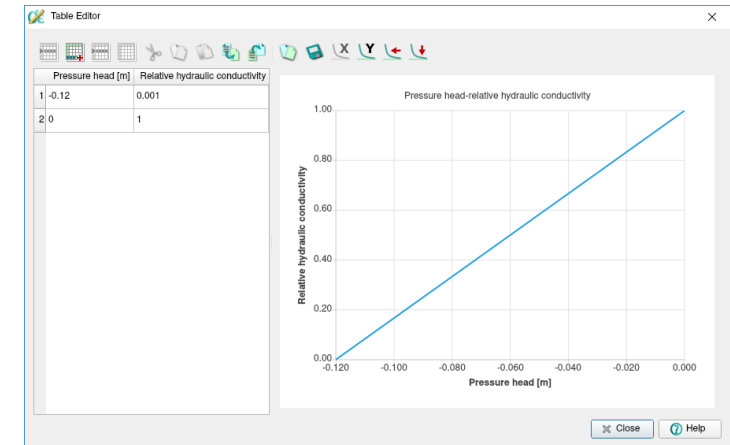 Table Editor
X Y
Pressure head [m] Relative hydraulic conductivity
1 -0.12 0.001
2 0 1
Pressure head-relative hydraulic conductivity
1.00
0.80
0.60
0.40
0.20
0.00
Relative hydraulic conductivity
-0.120 -0.100 -0.080 -0.060 -0.040 -0.020 0.000
Pressure head [m]
Close Help